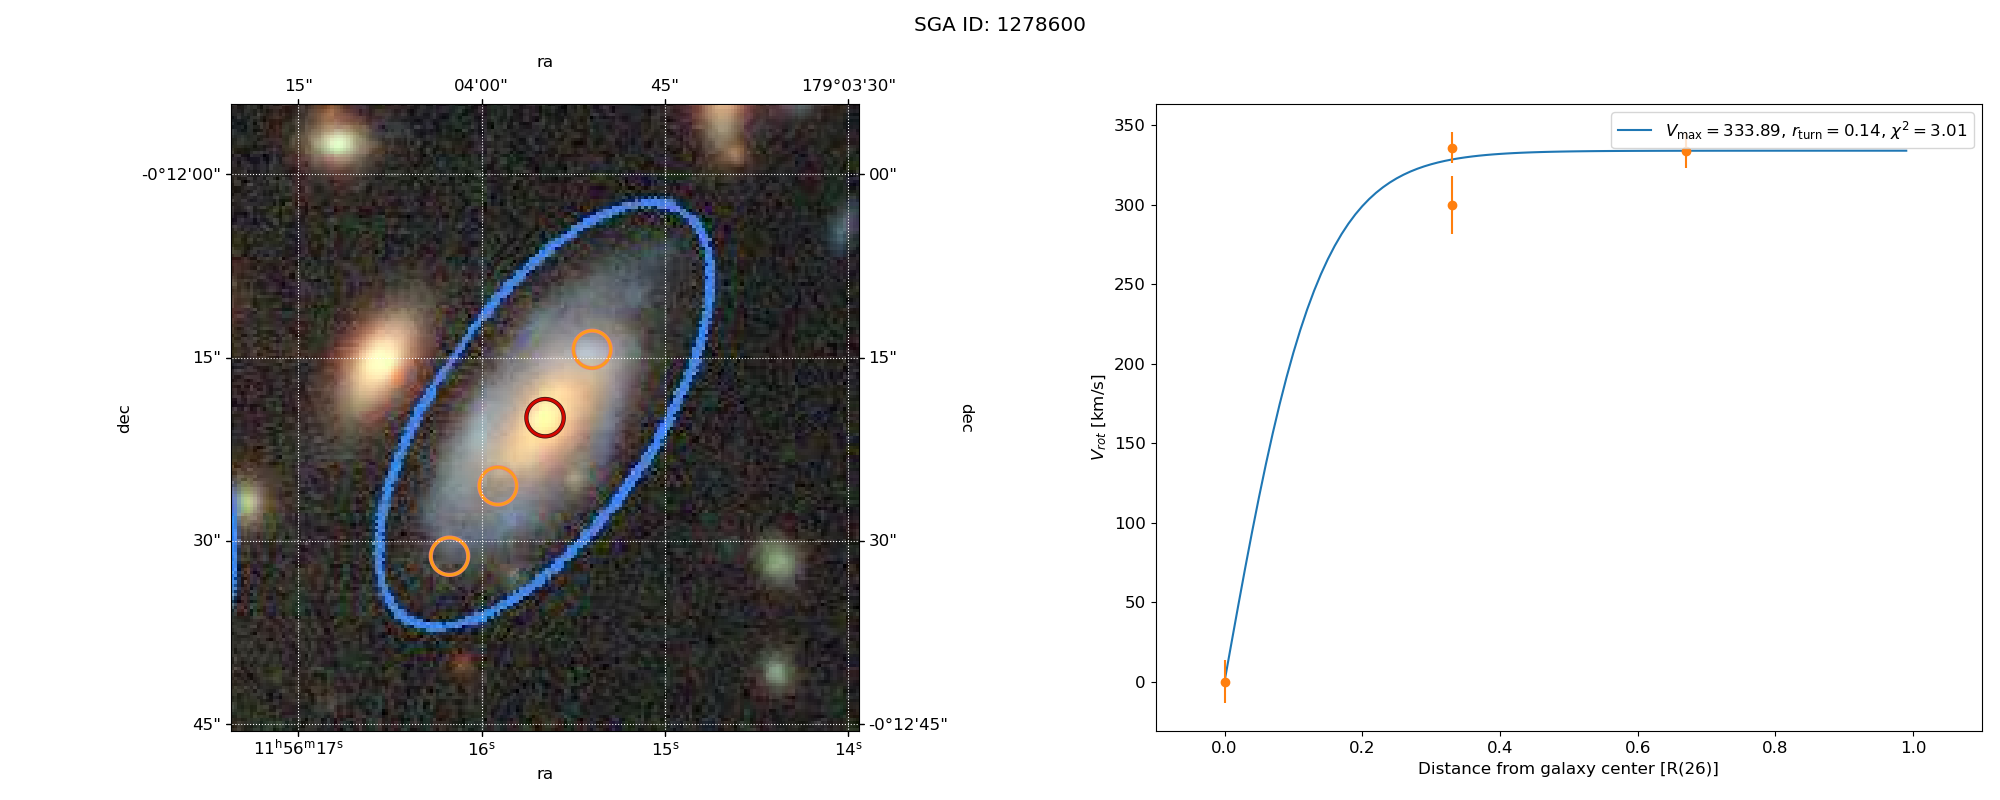 SGA ID: 1278600
ra
15" 04'00" 45" 179°03'30"
-0°12'00" 00"
15" 15"
dec dec
30" 30"
45" -0°12'45"
11ʰ56ᵐ17ˢ 16ˢ 15ˢ 14ˢ
ra
V_max = 333.89, r_turn = 0.14, χ² = 3.01
350
300
250
200
150
100
50
0
V_rot [km/s]
0.0 0.2 0.4 0.6 0.8 1.0
Distance from galaxy center [R(26)]